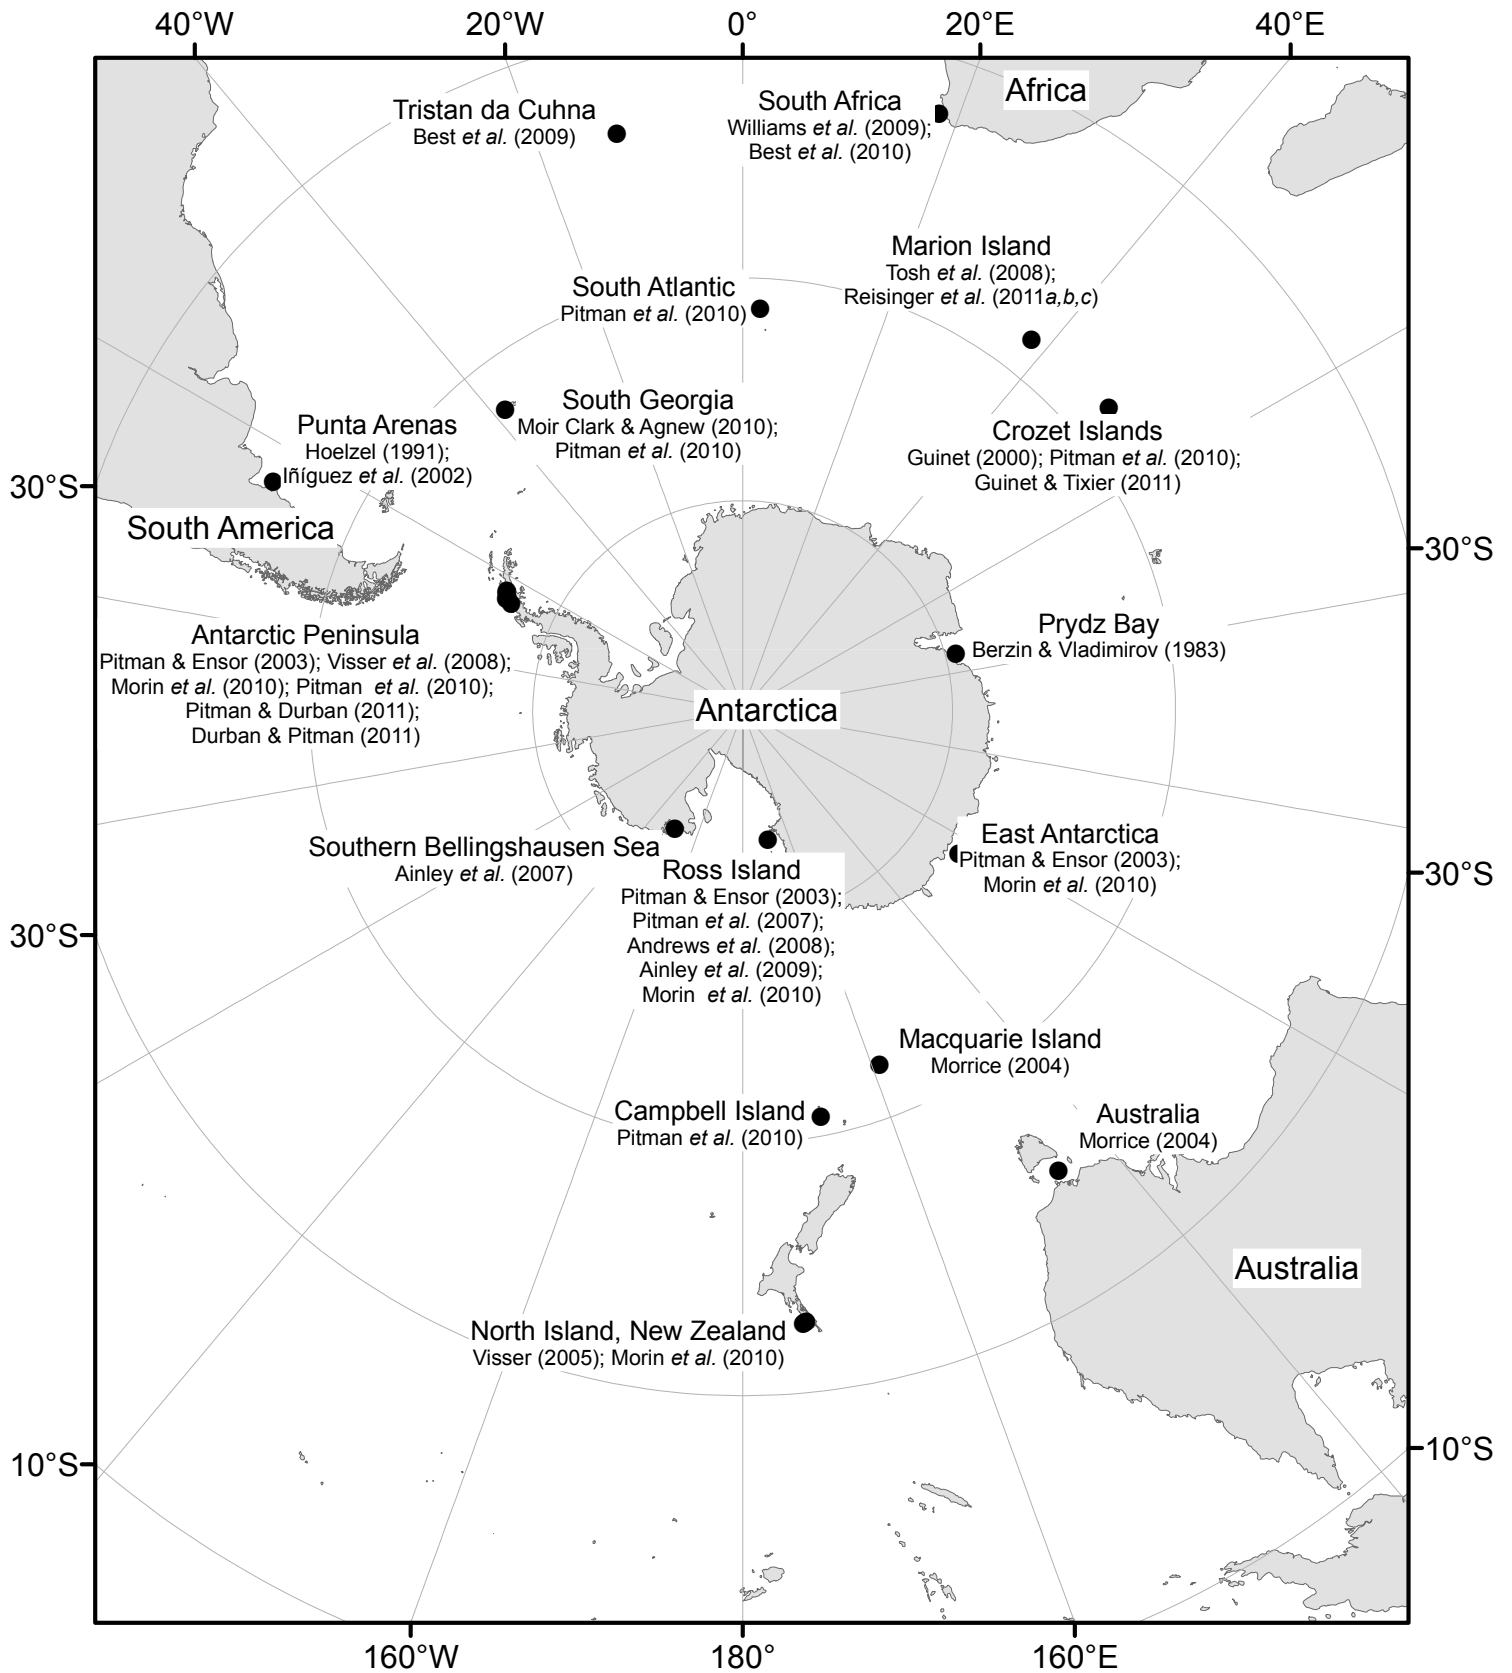 40°W
20°W
0°
20°E
40°E
Tristan da Cuhna
Best et al. (2009)
South Africa
Williams et al. (2009);
Best et al. (2010)
Africa
Marion Island
Tosh et al. (2008);
Reisinger et al. (2011a,b,c)
South Atlantic
Pitman et al. (2010)
South Georgia
Moir Clark & Agnew (2010);
Pitman et al. (2010)
Punta Arenas
Hoelzel (1991);
Iñíguez et al. (2002)
Crozet Islands
Guinet (2000); Pitman et al. (2010);
Guinet & Tixier (2011)
30°S
South America
30°S
Antarctic Peninsula
Pitman & Ensor (2003); Visser et al. (2008);
Morin et al. (2010); Pitman et al. (2010);
Pitman & Durban (2011);
Durban & Pitman (2011)
Prydz Bay
Berzin & Vladimirov (1983)
Antarctica
Southern Bellingshausen Sea
Ainley et al. (2007)
Ross Island
Pitman & Ensor (2003);
Pitman et al. (2007);
Andrews et al. (2008);
Ainley et al. (2009);
Morin et al. (2010)
East Antarctica
Pitman & Ensor (2003);
Morin et al. (2010)
30°S
30°S
Macquarie Island
Morrice (2004)
Campbell Island
Pitman et al. (2010)
Australia
Morrice (2004)
Australia
North Island, New Zealand
Visser (2005); Morin et al. (2010)
10°S
10°S
160°W
180°
160°E